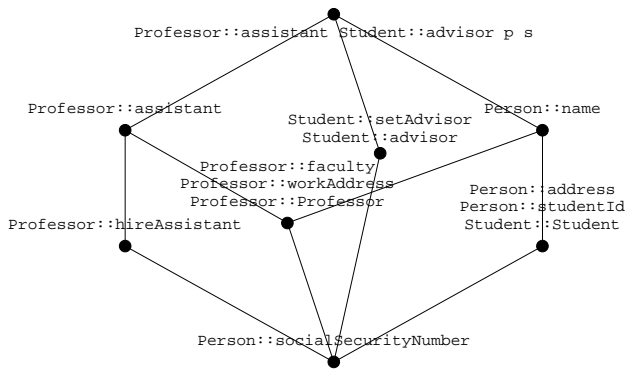 Professor::assistant Student::advisor p s
Professor::assistant
Person::name
Student::setAdvisor
Student::advisor
Professor::faculty
Professor::workAddress
Professor::Professor
Person::address
Person::studentId
Student::Student
Professor::hireAssistant
Person::socialSecurityNumber